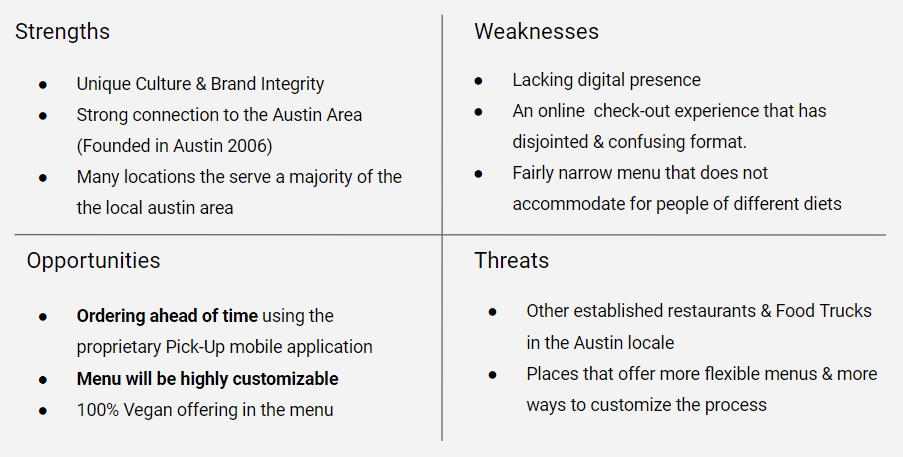 Strengths
● Unique Culture & Brand Integrity
● Strong connection to the Austin Area
(Founded in Austin 2006)
● Many locations the serve a majority of the
the local austin area
Weaknesses
● Lacking digital presence
● An online check-out experience that has
disjointed & confusing format.
● Fairly narrow menu that does not
accommodate for people of different diets
Opportunities
● Ordering ahead of time using the
proprietary Pick-Up mobile application
● Menu will be highly customizable
● 100% Vegan offering in the menu
Threats
● Other established restaurants & Food Trucks
in the Austin locale
● Places that offer more flexible menus & more
ways to customize the process